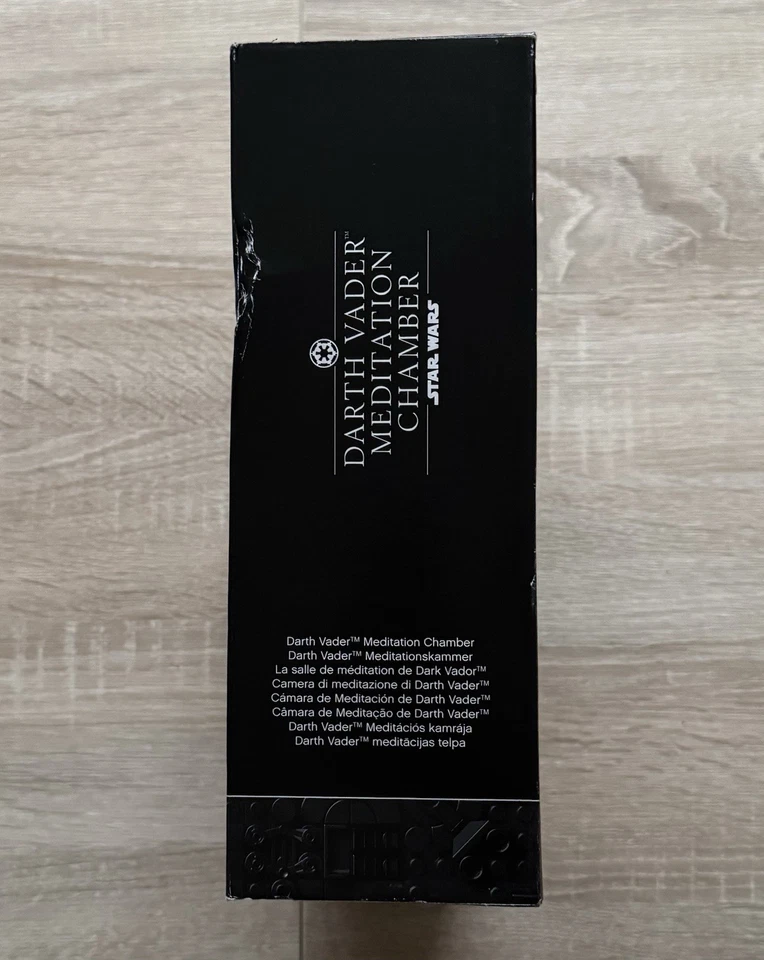 DARTH VADER™
MEDITATION
CHAMBER
STAR WARS
Darth Vader™ Meditation Chamber
Darth Vader™ Meditationskammer
La salle de méditation de Dark Vador™
Camera di meditazione di Darth Vader™
Cámara de Meditación de Darth Vader™
Câmara de Meditação de Darth Vader™
Darth Vader™ Meditációs kamrája
Darth Vader™ meditācijas telpa